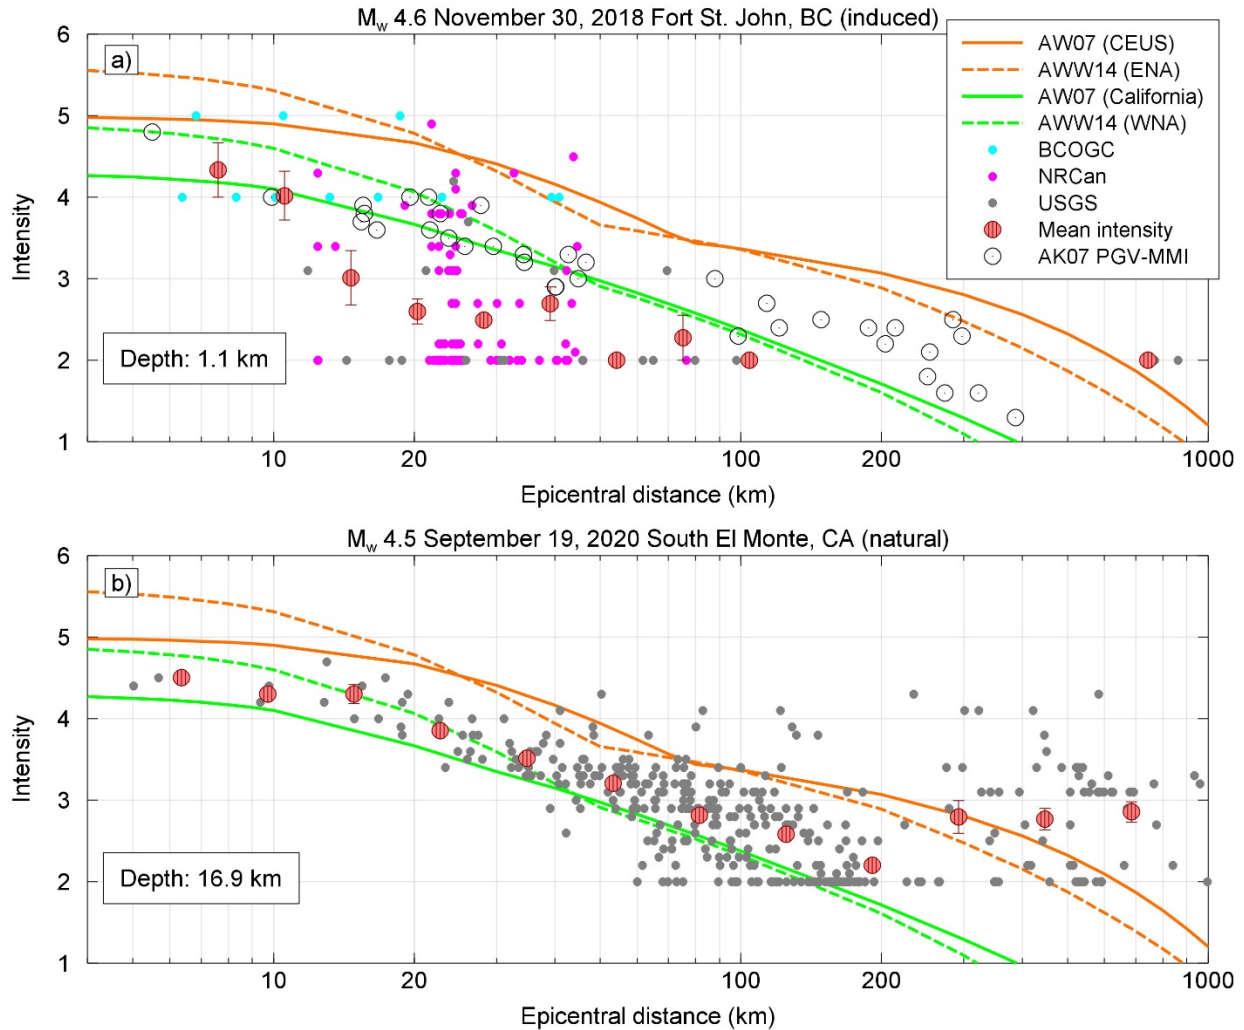 M_w 4.6 November 30, 2018 Fort St. John, BC (induced)
a)
AW07 (CEUS)
AWW14 (ENA)
AW07 (California)
AWW14 (WNA)
BCOGC
NRCan
USGS
Mean intensity
AK07 PGV-MMI
6
5
4
3
2
1
Intensity
Depth: 1.1 km
10
20
100
200
1000
Epicentral distance (km)
M_w 4.5 September 19, 2020 South El Monte, CA (natural)
b)
6
5
4
3
2
1
Intensity
Depth: 16.9 km
10
20
100
200
1000
Epicentral distance (km)